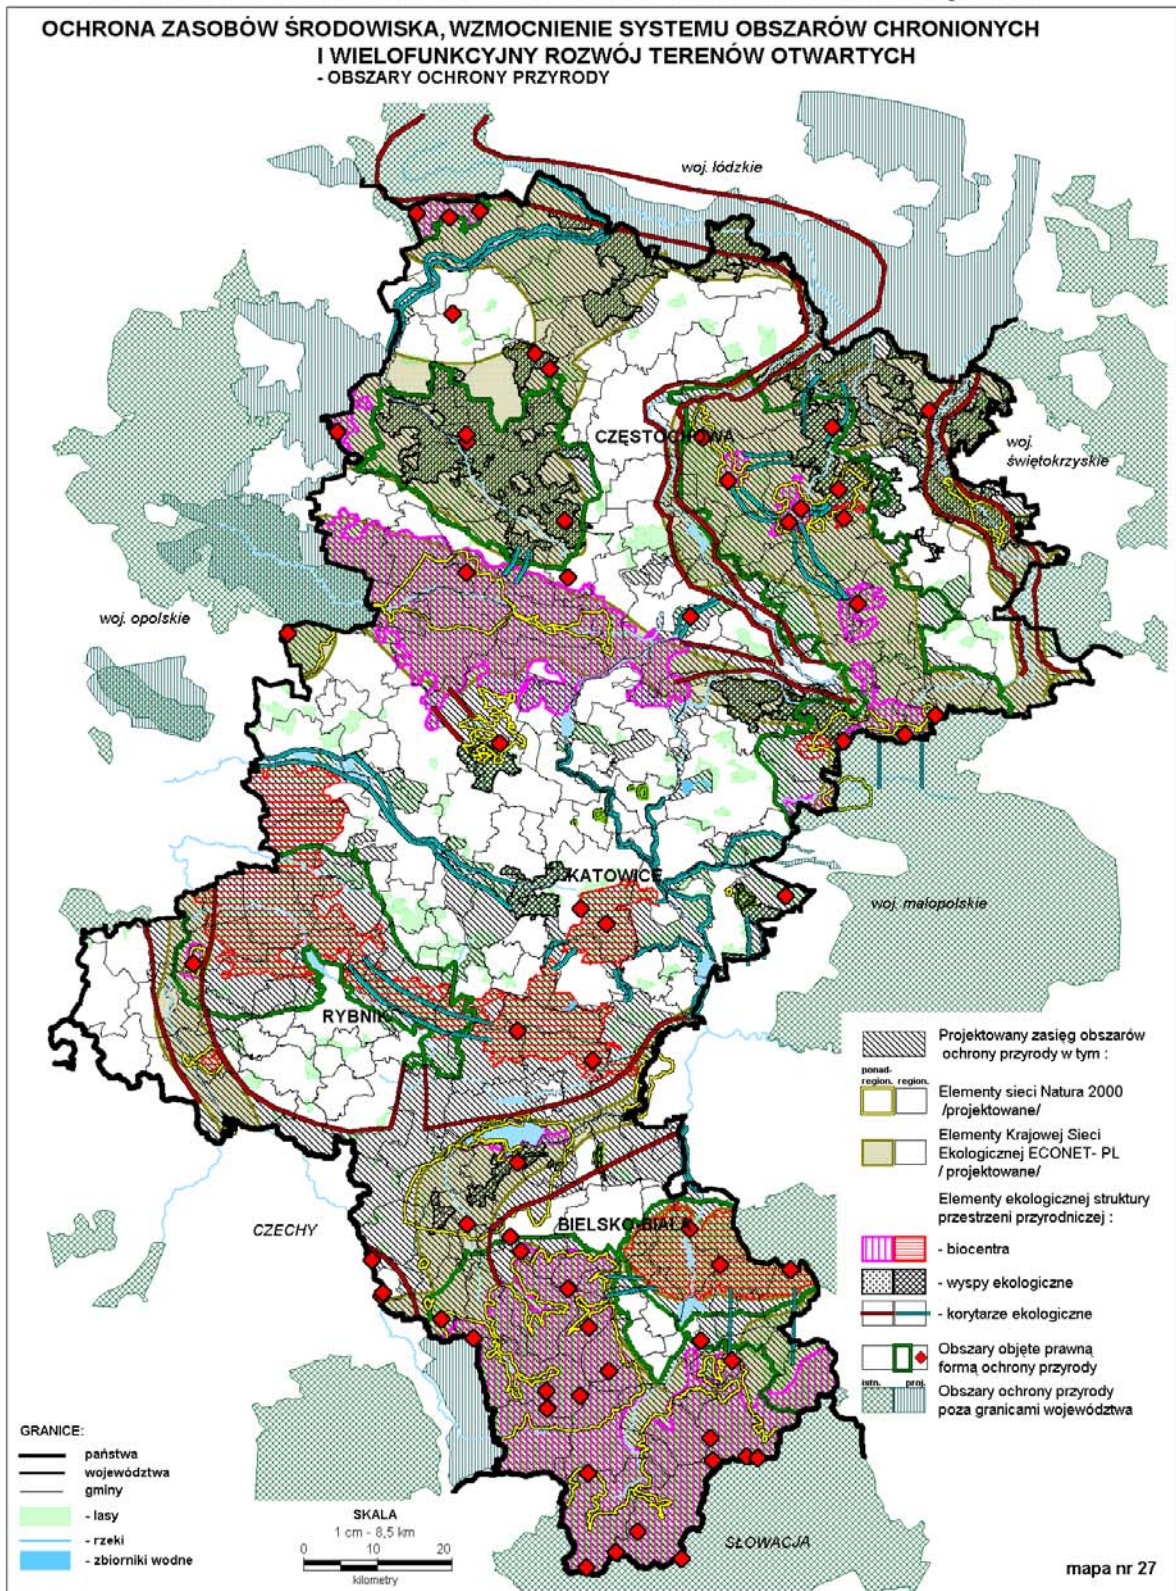 OCHRONA ZASOBÓW ŚRODOWISKA, WZMOCNIENIE SYSTEMU OBSZARÓW CHRONIONYCH
I WIELOFUNKCYJNY ROZWÓJ TERENÓW OTWARTYCH
- OBSZARY OCHRONY PRZYRODY
woj. łódzkie
CZĘSTOCHOWA
woj.
świętokrzyskie
woj. opolskie
KATOWICE
woj. małopolskie
RYBNIK
CZECHY
BIELSKO-BIAŁA
SŁOWACJA
Projektowany zasięg obszarów
ochrony przyrody w tym :
ponad-
region. region.
Elementy sieci Natura 2000
/projektowane/
Elementy Krajowej Sieci
Ekologicznej ECONET- PL
/ projektowane/
Elementy ekologicznej struktury
przestrzeni przyrodniczej :
- biocentra
- wyspy ekologiczne
- korytarze ekologiczne
Obszary objęte prawną
formą ochrony przyrody
istn. proj.
Obszary ochrony przyrody
poza granicami województwa
GRANICE:
państwa
województwa
gminy
- lasy
- rzeki
- zbiorniki wodne
SKALA
1 cm - 8,5 km
0 10 20
kilometry
mapa nr 27